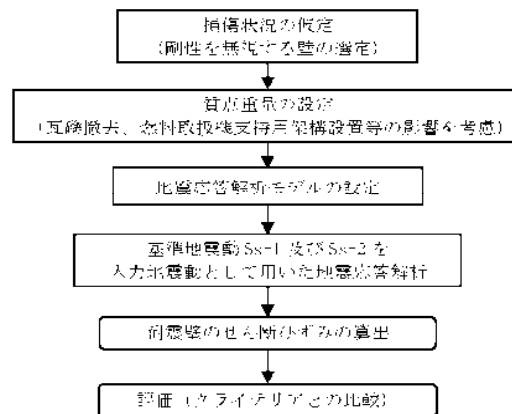 損傷状況の仮定
(剛性を無視する壁の選定)
質点重量の設定
(瓦礫撤去、燃料取扱機支持用架構設置等の影響を考慮)
地震応答解析モデルの設定
基準地震動Ss-1 及びSs-2 を
入力地震動として用いた地震応答解析
耐震壁のせん断ひずみの算出
評価 (クライテリアとの比較)